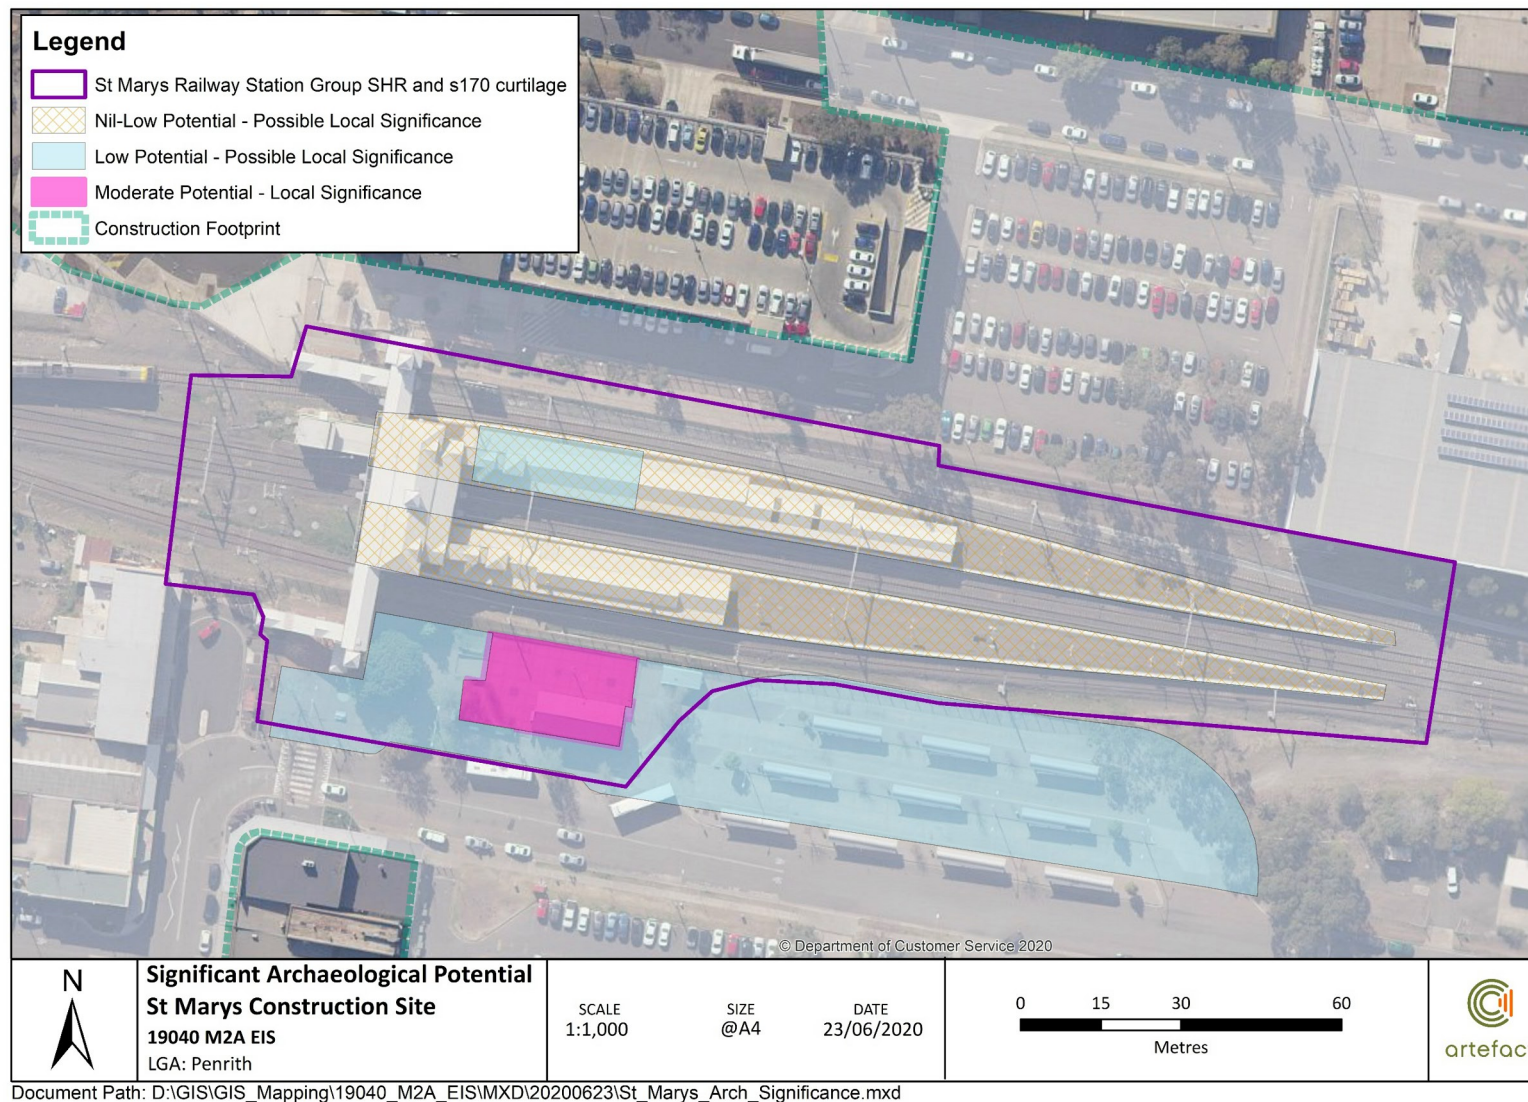 Legend
St Marys Railway Station Group SHR and s170 curtilage
Nil-Low Potential - Possible Local Significance
Low Potential - Possible Local Significance
Moderate Potential - Local Significance
Construction Footprint
© Department of Customer Service 2020
N
Significant Archaeological Potential
St Marys Construction Site
19040 M2A EIS
LGA: Penrith
SCALE
1:1,000
SIZE
@A4
DATE
23/06/2020
0 15 30 60
Metres
artefac
Document Path: D:\GIS\GIS_Mapping\19040_M2A_EIS\MXD\20200623\St_Marys_Arch_Significance.mxd